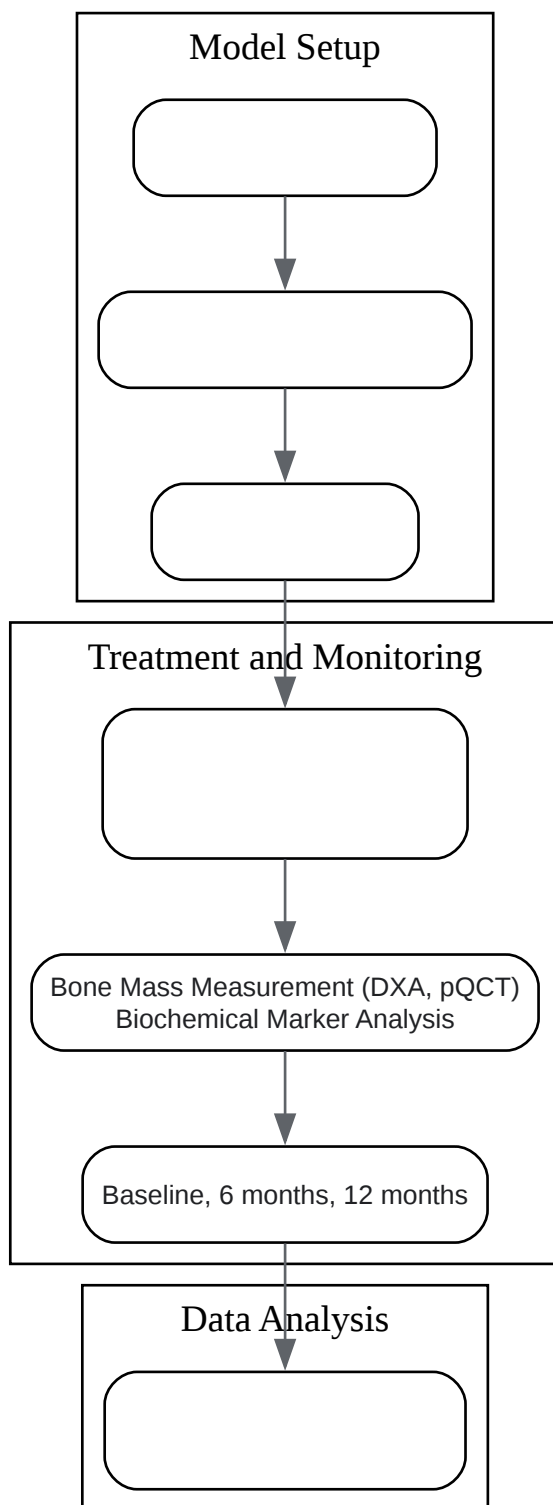 Model Setup
Treatment and Monitoring
Bone Mass Measurement (DXA, pQCT)
Biochemical Marker Analysis
Baseline, 6 months, 12 months
Data Analysis